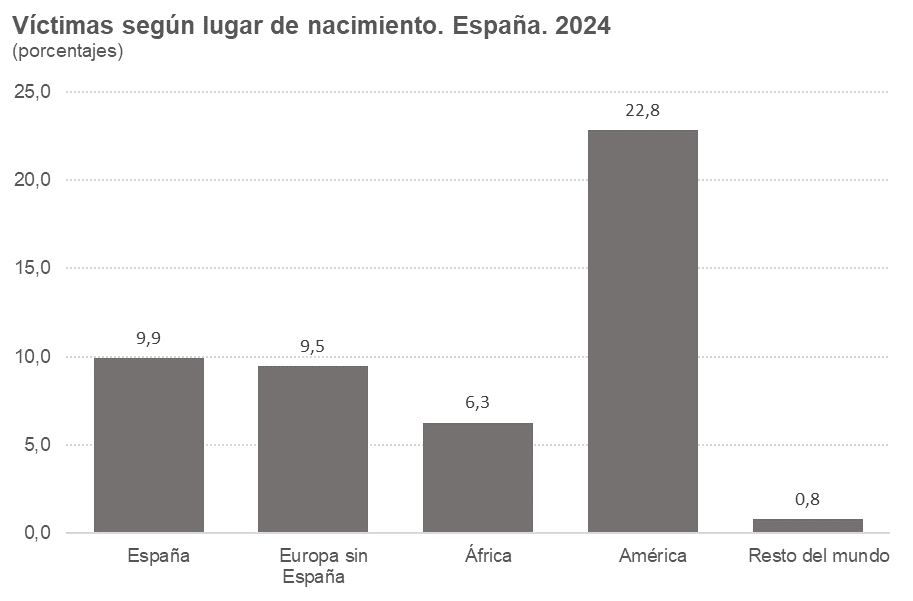 Víctimas según lugar de nacimiento. España. 2024
(porcentajes)
25,0
22,8
20,0
15,0
10,0
9,9
9,5
6,3
5,0
0,8
0,0
España
Europa sin
España
África
América
Resto del mundo